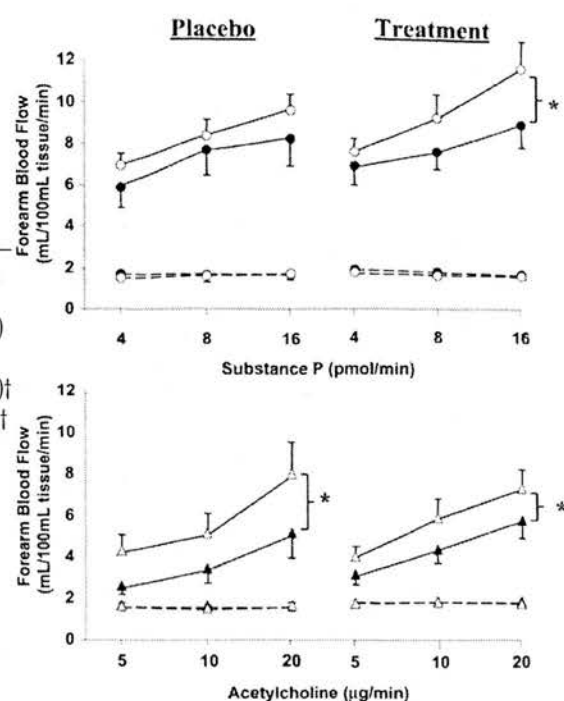 Placebo Treatment
12
10
8
6
4
2
0
Forearm Blood Flow
(mL/100mL tissue/min)
*
4 8 16 4 8 16
Substance P (pmol/min)
)
)†
†
12
10
8
6
4
2
0
Forearm Blood Flow
(mL/100mL tissue/min)
* *
5 10 20 5 10 20
Acetylcholine (µg/min)